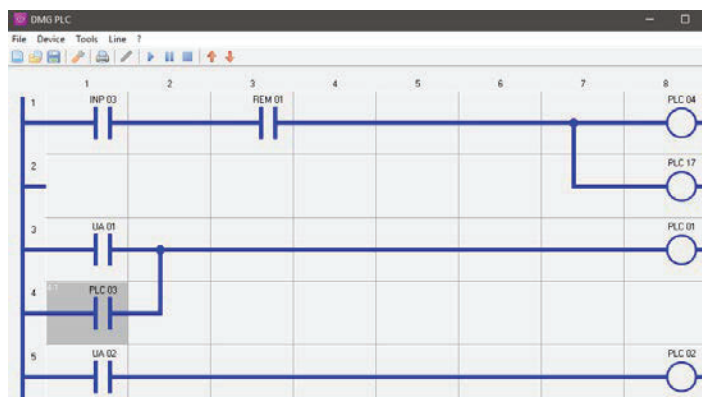 DMG PLC
File Device Tools Line ?
1 2 3 4 5 6 7 8
1 INP 03 REM 01 PLC 04
2 PLC 17
3 UA 01 PLC 01
4 PLC 03
5 UA 02 PLC 02